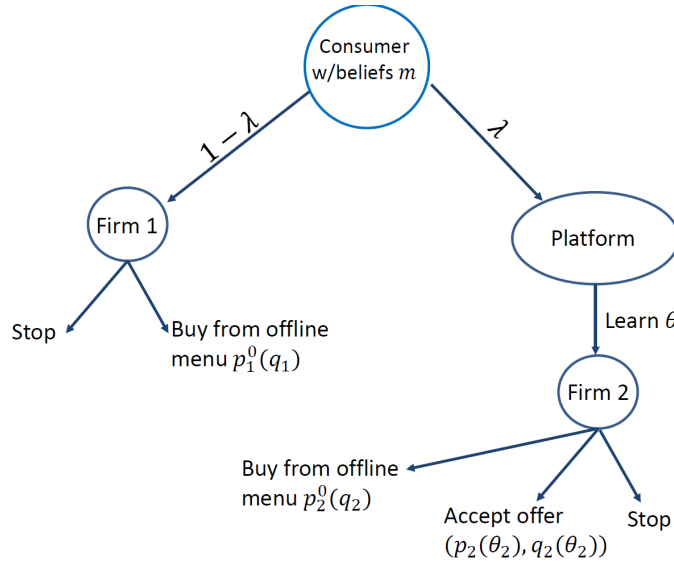 Consumer
w/beliefs m
1 − λ
λ
Firm 1
Platform
Stop
Buy from offline
menu p₁⁰(q₁)
Learn θ
Firm 2
Buy from offline
menu p₂⁰(q₂)
Accept offer
(p₂(θ₂), q₂(θ₂))
Stop